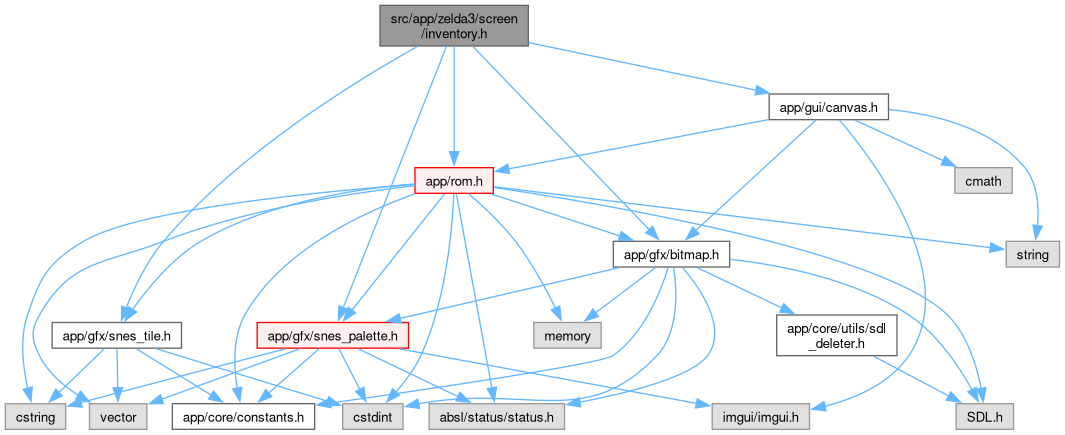 src/app/zelda3/screen
/inventory.h
app/gui/canvas.h
app/rom.h
cmath
app/gfx/bitmap.h
string
app/gfx/snes_tile.h
app/gfx/snes_palette.h
memory
app/core/utils/sdl
_deleter.h
cstring
vector
app/core/constants.h
cstdint
absl/status/status.h
imgui/imgui.h
SDL.h